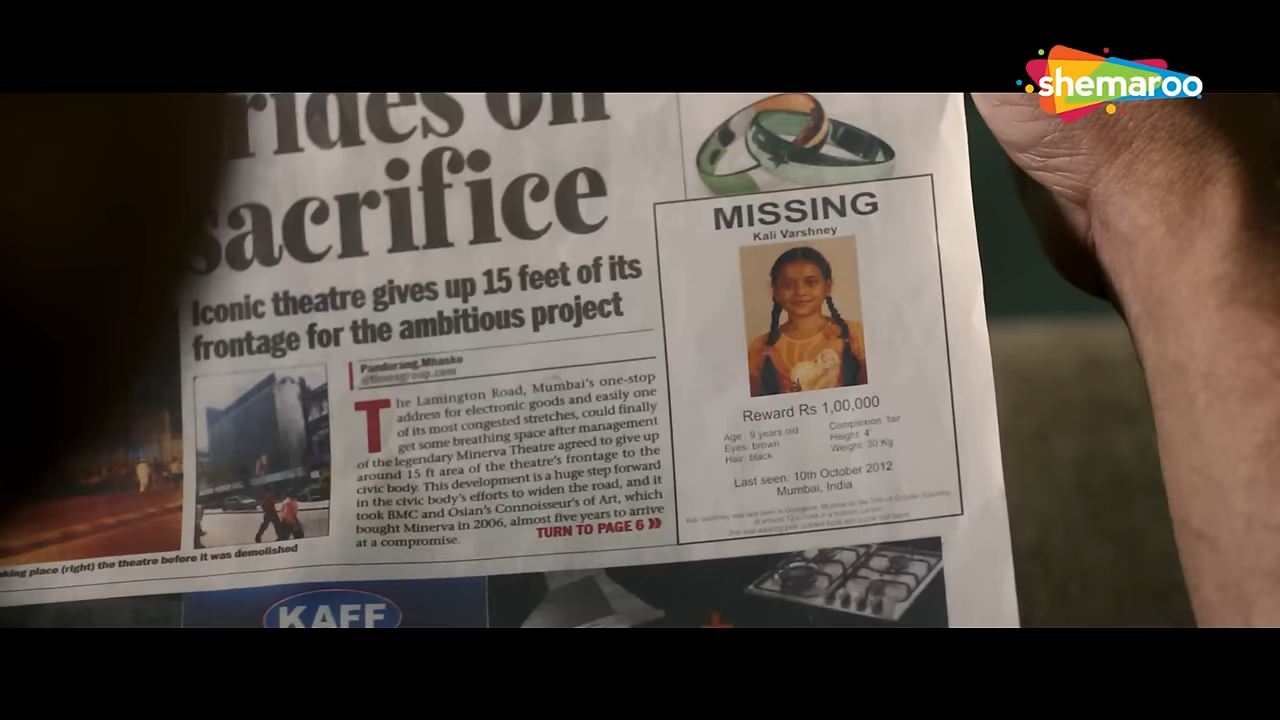 shemaroo
rides on
sacrifice
Iconic theatre gives up 15 feet of its
frontage for the ambitious project
Pandurang.Mhaske
@timesgroup.com
The Lamington Road, Mumbai's one-stop
address for electronic goods and easily one
of its most congested stretches, could finally
get some breathing space after management
of the legendary Minerva Theatre agreed to give up
around 15 ft area of the theatre's frontage to the
civic body. This development is a huge step forward
in the civic body's efforts to widen the road, and it
took BMC and Osian's Connoisseur's of Art, which
bought Minerva in 2006, almost five years to arrive
at a compromise.
TURN TO PAGE 6
place (right) the theatre before it was demolished
MISSING
Kali Varshney
Reward Rs 1,00,000
Age: 9 years old
Eyes: brown
Hair: black
Complexion: fair
Height: 4'
Weight: 30 Kg
Last seen: 10th October 2012
Mumbai, India
KAFF